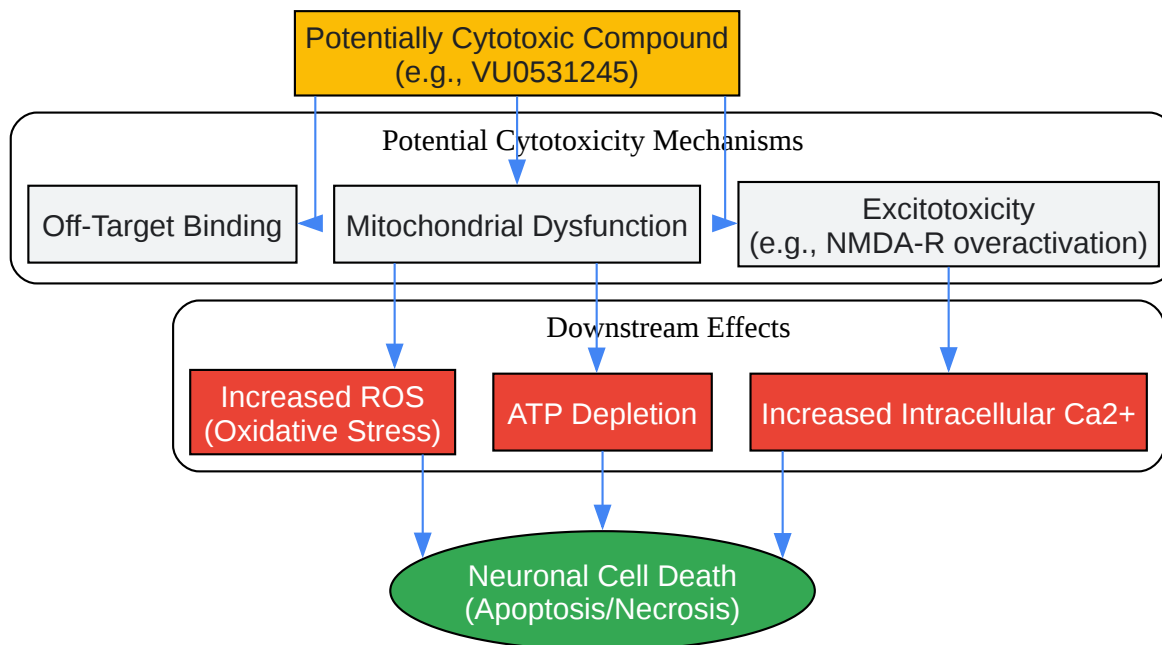 Potentially Cytotoxic Compound
(e.g., VU0531245)
Potential Cytotoxicity Mechanisms
Off-Target Binding
Mitochondrial Dysfunction
Excitotoxicity
(e.g., NMDA-R overactivation)
Downstream Effects
Increased ROS
(Oxidative Stress)
ATP Depletion
Increased Intracellular Ca2+
Neuronal Cell Death
(Apoptosis/Necrosis)